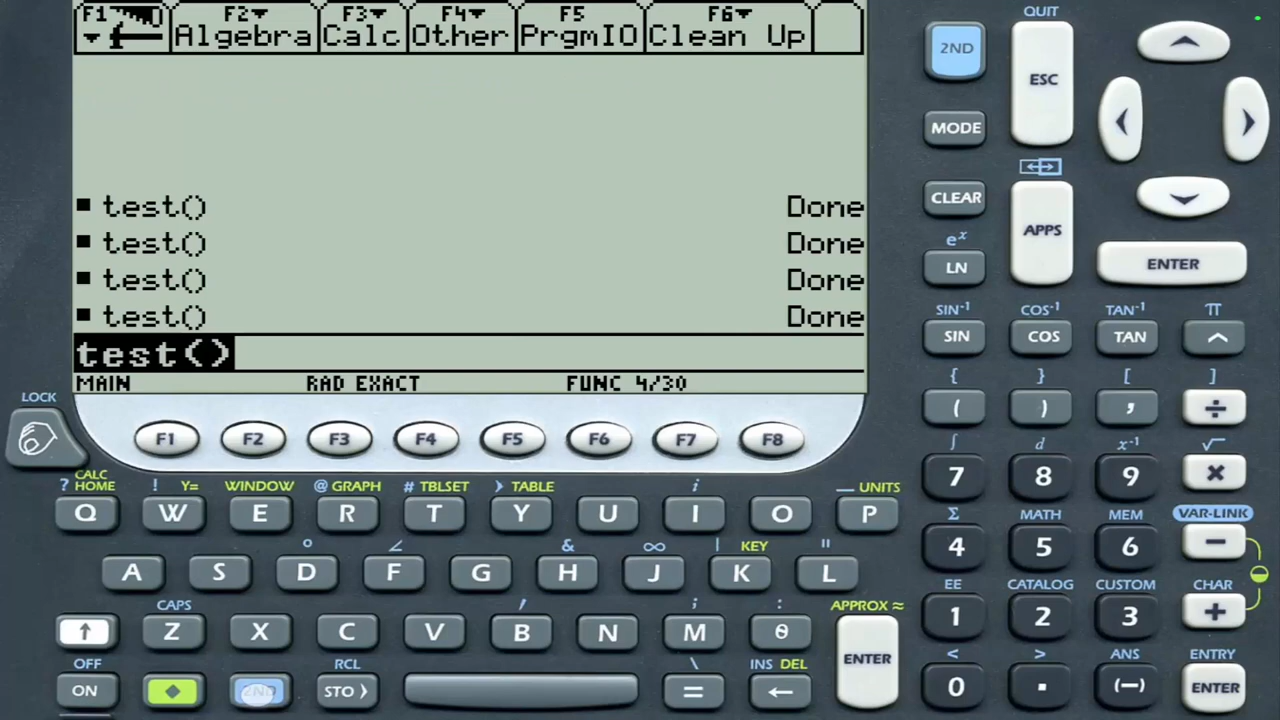 F1 F2 F3 F4 F5 F6
Algebra Calc Other PrgmIO Clean Up
test() Done
test() Done
test() Done
test() Done
test()
MAIN RAD EXACT FUNC 4/30
F1 F2 F3 F4 F5 F6 F7 F8
QUIT
2ND ESC
MODE
CLEAR APPS
eˣ
LN ENTER
SIN⁻¹ COS⁻¹ TAN⁻¹ π
SIN COS TAN ^
{ } [ ]
( ) , ÷
∫ d x⁻¹ √
7 8 9 ×
Σ MATH MEM VAR-LINK
4 5 6 −
EE CATALOG CUSTOM CHAR
1 2 3 +
< > ANS ENTRY
0 . (−) ENTER
LOCK
CALC
? HOME ! Y= WINDOW @ GRAPH # TBLSET › TABLE i _ UNITS
Q W E R T Y U I O P
° ∠ & ∞ | KEY "
A S D F G H J K L
CAPS ′ ; : APPROX ≈
↑ Z X C V B N M θ
OFF RCL \ INS DEL ENTER
ON ◆ 2ND STO› = ←